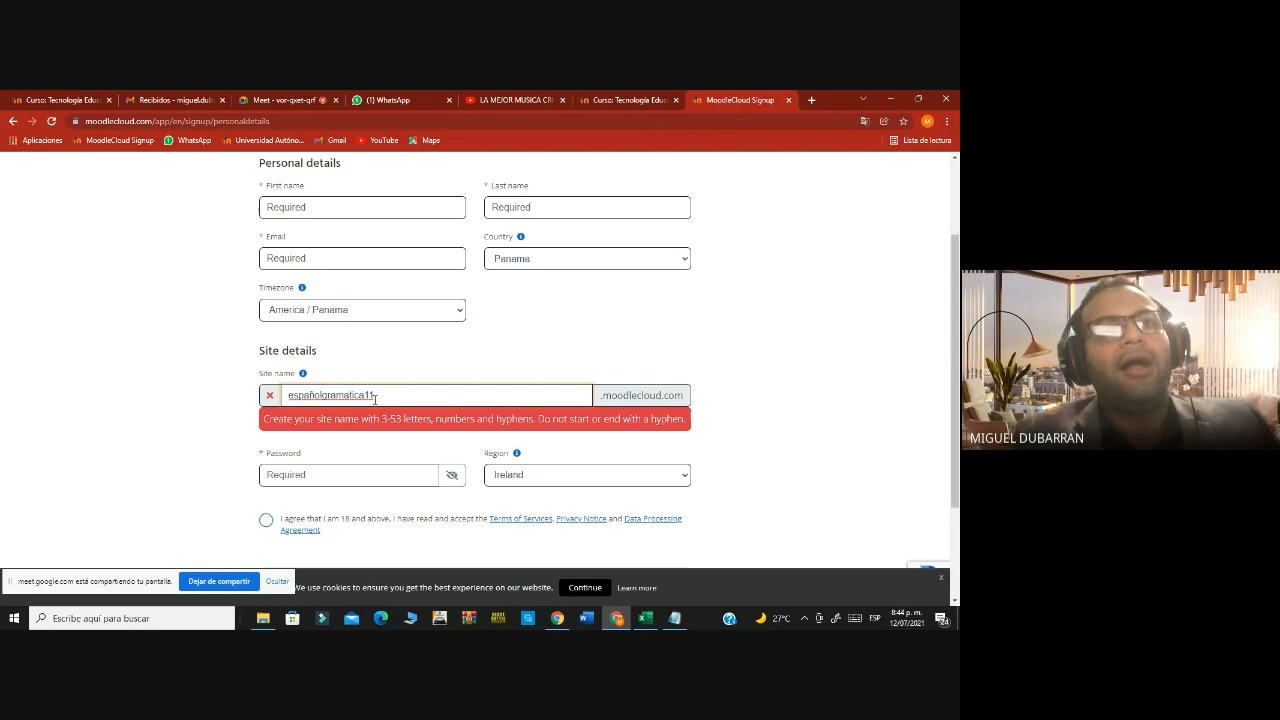 Curso: Tecnología Educ
Recibidos - miguel.dub
Meet - vor-qxet-qrf
(1) WhatsApp
LA MEJOR MUSICA CRI
Curso: Tecnología Educ
MoodleCloud Signup
moodlecloud.com/app/en/signup/personaldetails
M
Aplicaciones
MoodleCloud Signup
WhatsApp
Universidad Autóno...
Gmail
YouTube
Maps
Lista de lectura
Personal details
* First name
* Last name
Required
Required
* Email
Country
Required
Panama
Timezone
America / Panama
Site details
Site name
españolgramatica11
.moodlecloud.com
Create your site name with 3-53 letters, numbers and hyphens. Do not start or end with a hyphen.
* Password
Region
Required
Ireland
I agree that I am 18 and above, I have read and accept the Terms of Services, Privacy Notice and Data Processing
Agreement
meet.google.com está compartiendo tu pantalla.
Dejar de compartir
Ocultar
We use cookies to ensure you get the best experience on our website.
Continue
Learn more
x
Escribe aquí para buscar
27°C
ESP
8:44 p. m.
12/07/2021
24
MIGUEL DUBARRAN